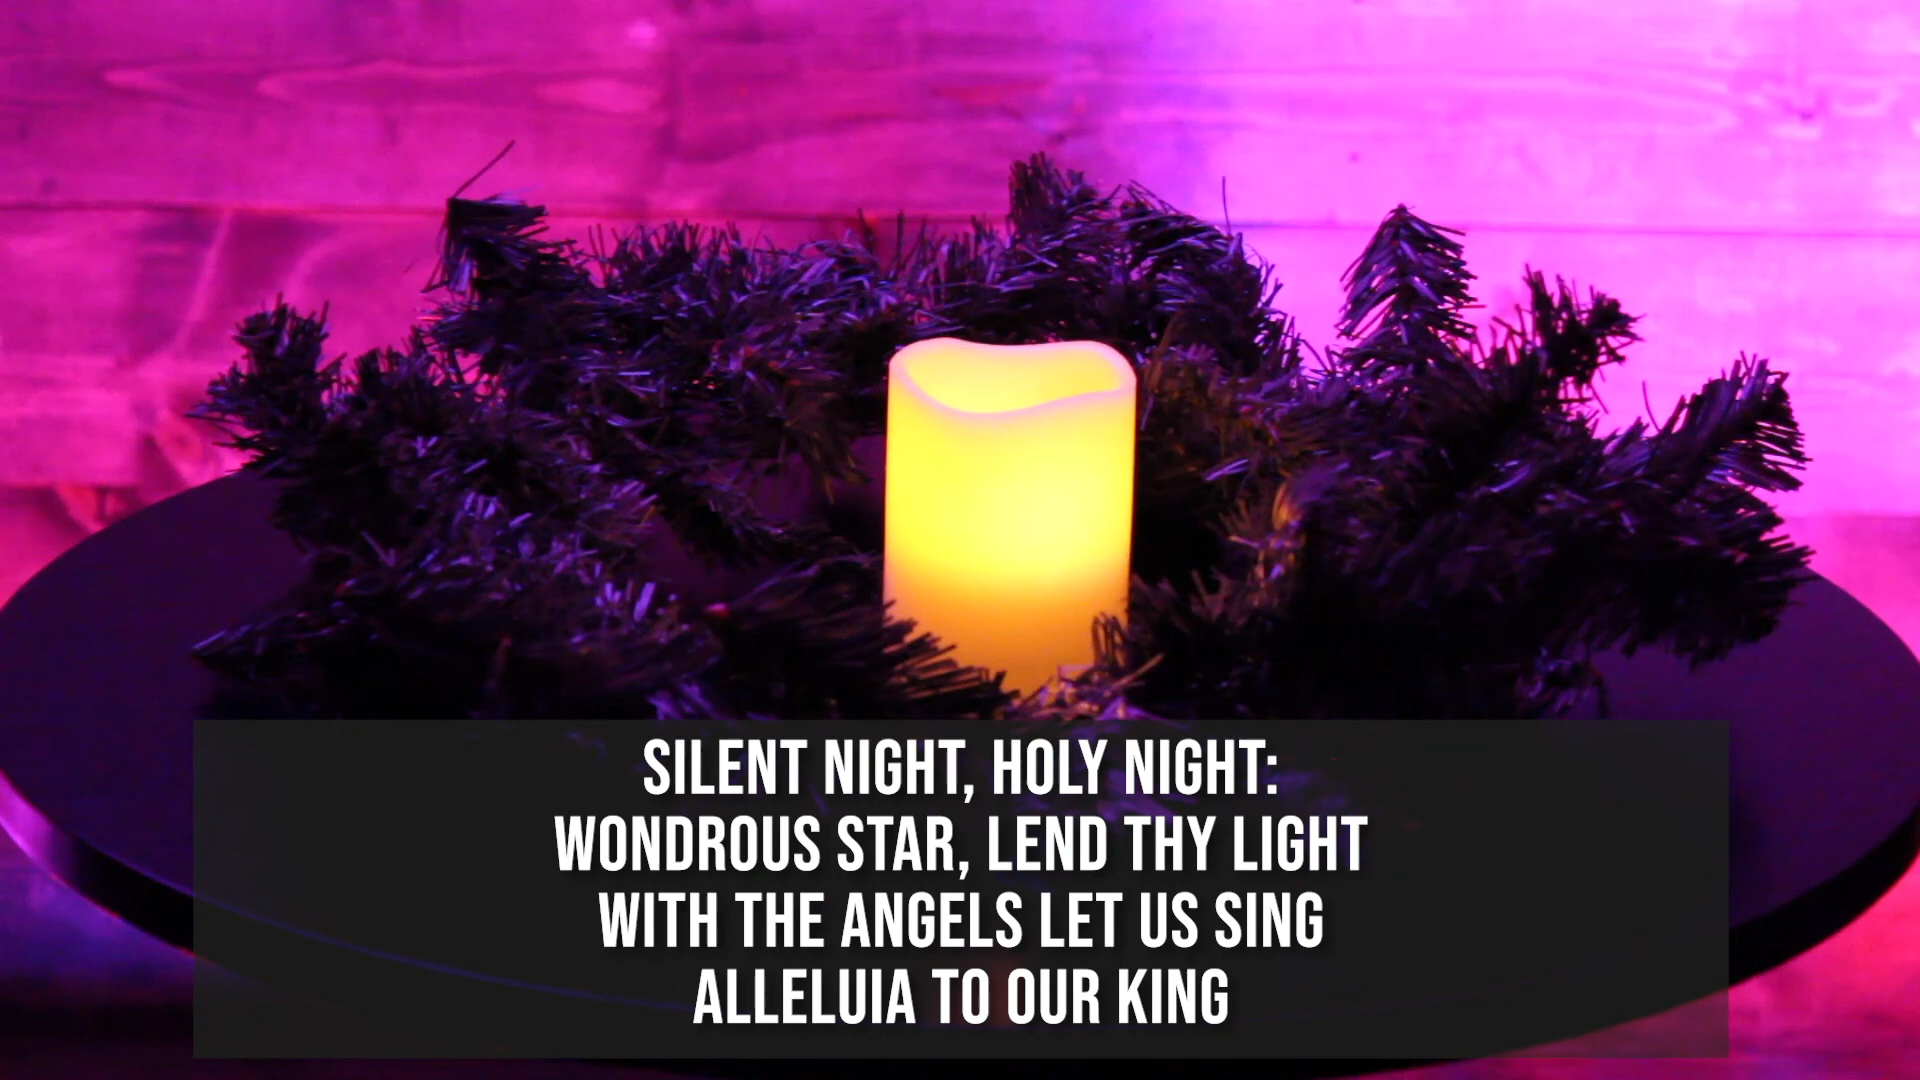 SILENT NIGHT, HOLY NIGHT:
WONDROUS STAR, LEND THY LIGHT
WITH THE ANGELS LET US SING
ALLELUIA TO OUR KING